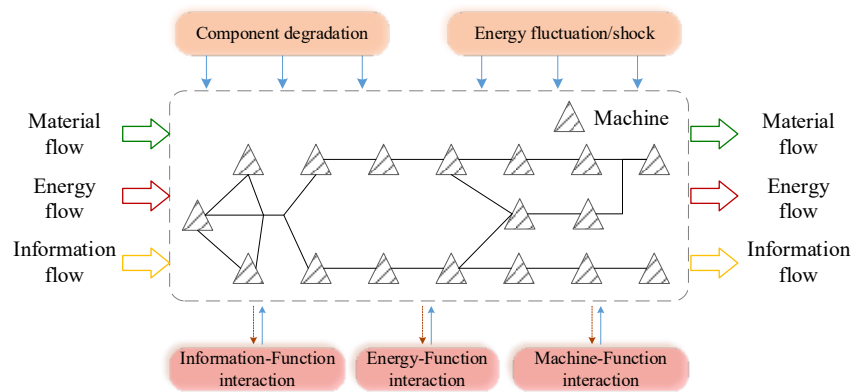 Component degradation
Energy fluctuation/shock
Machine
Material
flow
Energy
flow
Information
flow
Material
flow
Energy
flow
Information
flow
Information-Function
interaction
Energy-Function
interaction
Machine-Function
interaction